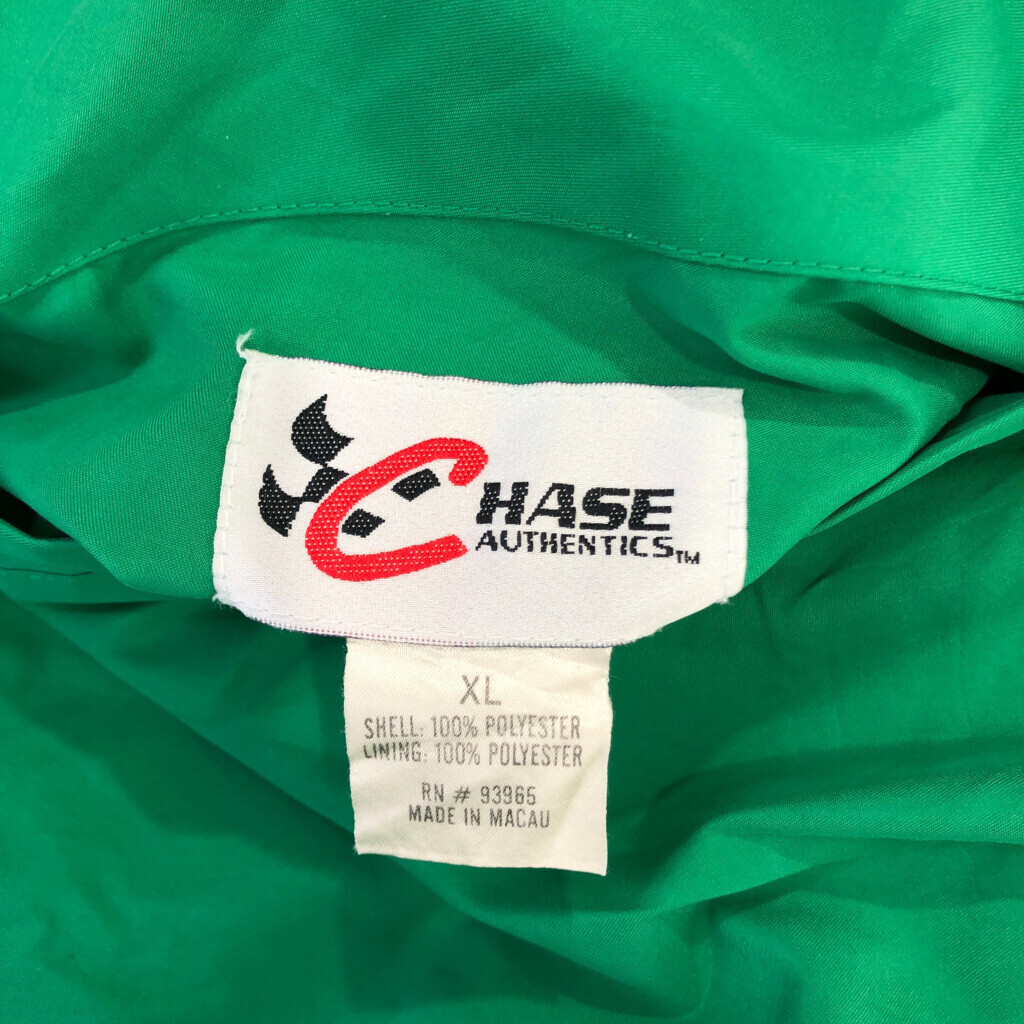 CHASE
AUTHENTICS™
XL
SHELL: 100% POLYESTER
LINING: 100% POLYESTER
RN # 93965
MADE IN MACAU